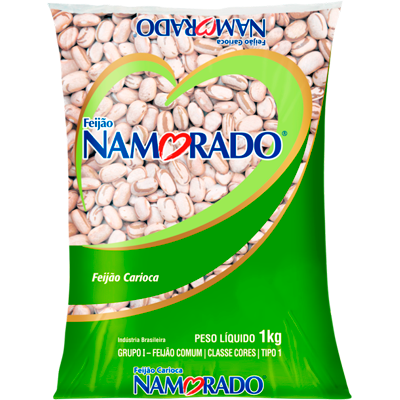 NAMORADO
Feijão Carioca
Feijão
NAMORADO®
Feijão Carioca
Indústria Brasileira
PESO LÍQUIDO 1kg
GRUPO I – FEIJÃO COMUM | CLASSE CORES | TIPO 1
Feijão Carioca
NAMORADO